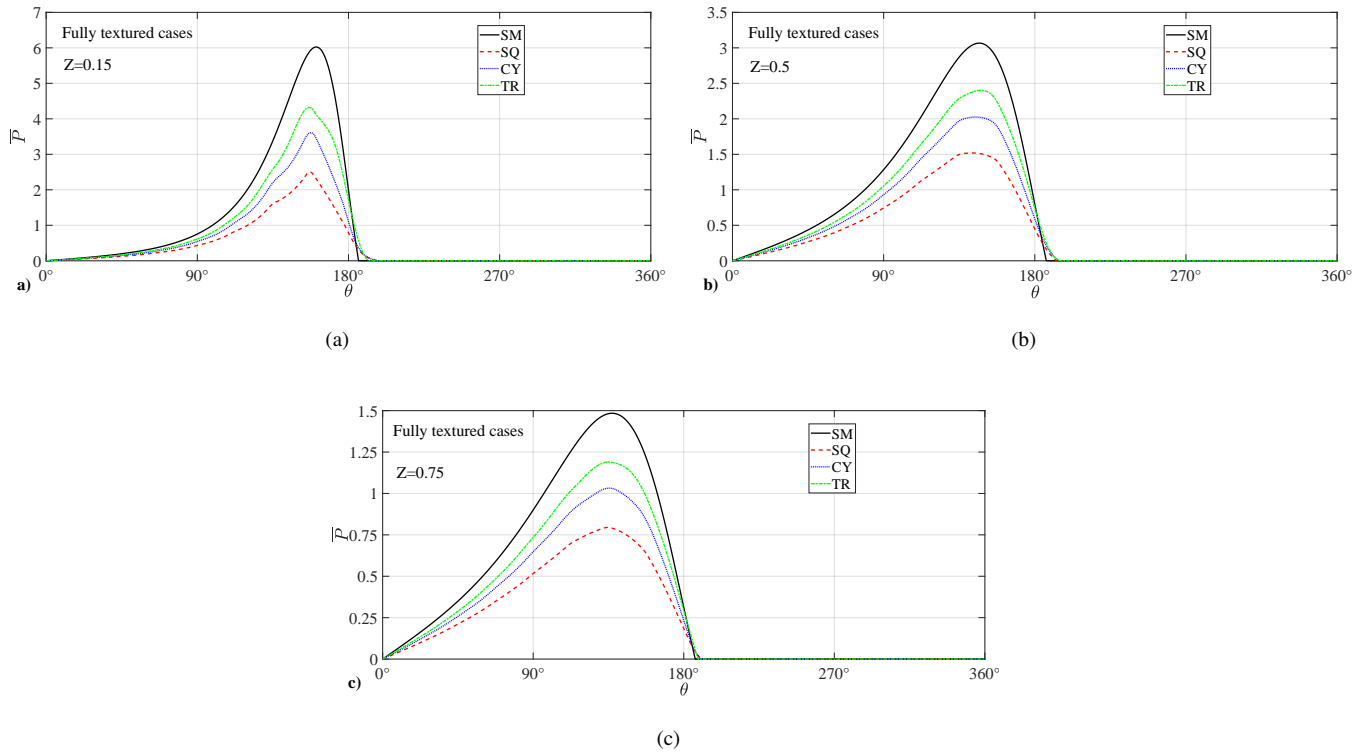 7
6
5
4
3
2
1
0
P
Fully textured cases
Z=0.15
SM
SQ
CY
TR
0° 90° 180° 270° 360°
θ
a)
(a)
3.5
3
2.5
2
1.5
1
0.5
0
P
Fully textured cases
Z=0.5
SM
SQ
CY
TR
0° 90° 180° 270° 360°
θ
b)
(b)
1.5
1.25
1
0.75
0.5
0.25
0
P
Fully textured cases
Z=0.75
SM
SQ
CY
TR
0° 90° 180° 270° 360°
θ
c)
(c)